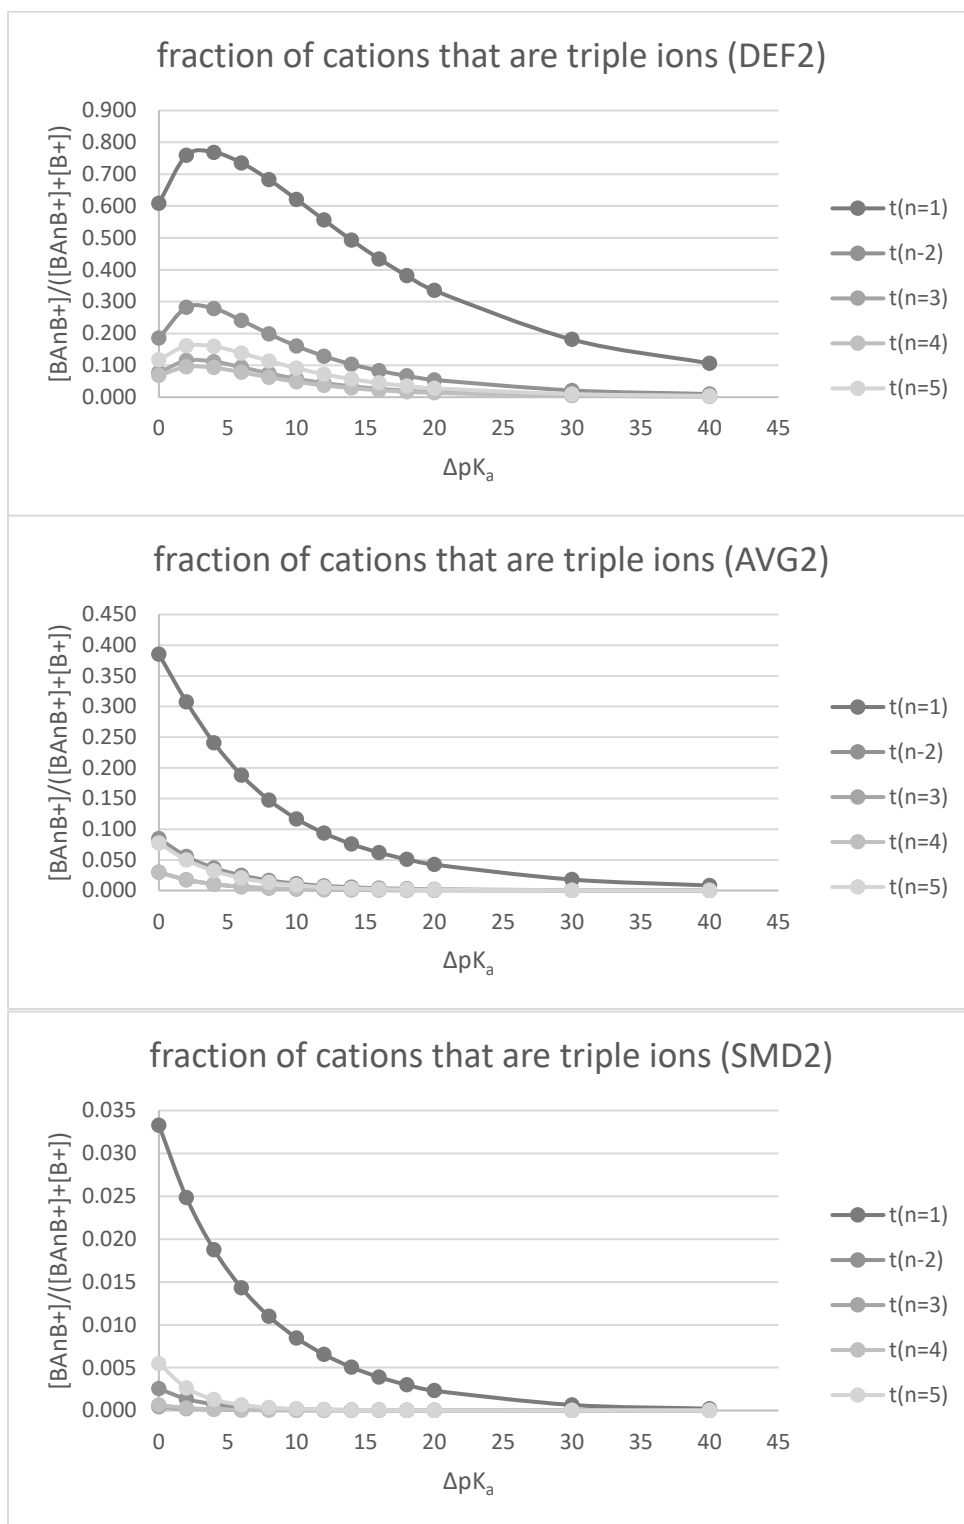 fraction of cations that are triple ions (DEF2)
[BAnB+]/([BAnB+]+[B+])
0.900
0.800
0.700
0.600
0.500
0.400
0.300
0.200
0.100
0.000
0 5 10 15 20 25 30 35 40 45
ΔpKₐ
t(n=1)
t(n-2)
t(n=3)
t(n=4)
t(n=5)
fraction of cations that are triple ions (AVG2)
[BAnB+]/([BAnB+]+[B+])
0.450
0.400
0.350
0.300
0.250
0.200
0.150
0.100
0.050
0.000
0 5 10 15 20 25 30 35 40 45
ΔpKₐ
t(n=1)
t(n-2)
t(n=3)
t(n=4)
t(n=5)
fraction of cations that are triple ions (SMD2)
[BAnB+]/([BAnB+]+[B+])
0.035
0.030
0.025
0.020
0.015
0.010
0.005
0.000
0 5 10 15 20 25 30 35 40 45
ΔpKₐ
t(n=1)
t(n-2)
t(n=3)
t(n=4)
t(n=5)